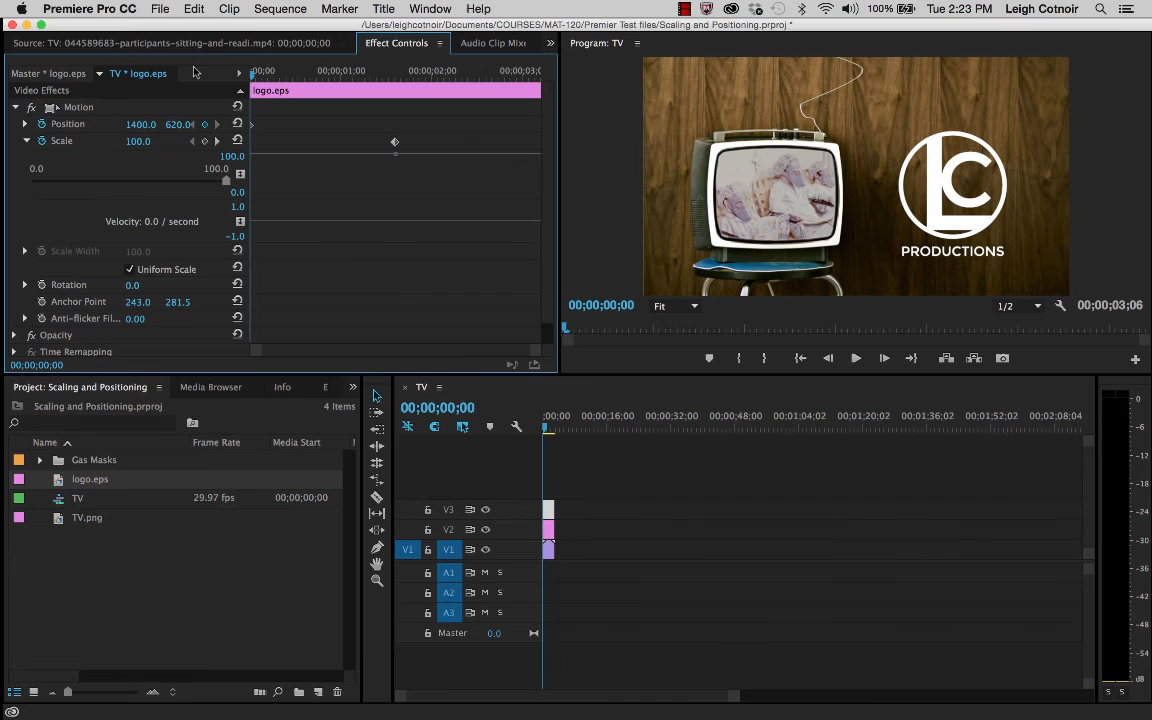 Premiere Pro CC File Edit Clip Sequence Marker Title Window Help 100% Tue 2:23 PM Leigh Cotnoir
/Users/leighcotnoir/Documents/COURSES/MAT-120/Premier Test files/Scaling and Positioning.prproj *
Source: TV: 044589683-participants-sitting-and-readi.mp4: 00;00;00;00 Effect Controls Audio Clip Mixe
Program: TV
Master * logo.eps TV * logo.eps
;00;00 00;00;01;00 00;00;02;00 00;00;03;0
Video Effects
logo.eps
fx Motion
Position 1400.0 620.0
Scale 100.0
100.0
0.0 100.0
0.0
1.0
Velocity: 0.0 / second
-1.0
Scale Width 100.0
Uniform Scale
Rotation 0.0
Anchor Point 243.0 281.5
Anti-flicker Fil... 0.00
fx Opacity
fx Time Remapping
00;00;00;00
LC
PRODUCTIONS
00;00;00;00 Fit 1/2 00;00;03;06
Project: Scaling and Positioning Media Browser Info E
Scaling and Positioning.prproj 4 Items
Name Frame Rate Media Start
Gas Masks
logo.eps
TV 29.97 fps 00;00;00;00
TV.png
× TV
00;00;00;00
;00;00 00;00;16;00 00;00;32;00 00;00;48;00 00;01;04;02 00;01;20;02 00;01;36;02 00;01;52;02 00;02;08;04
V3
V2
V1 V1
A1 M S
A2 M S
A3 M S
Master 0.0
0
-6
-12
-18
-24
-30
-36
-42
-48
-54
dB
S S